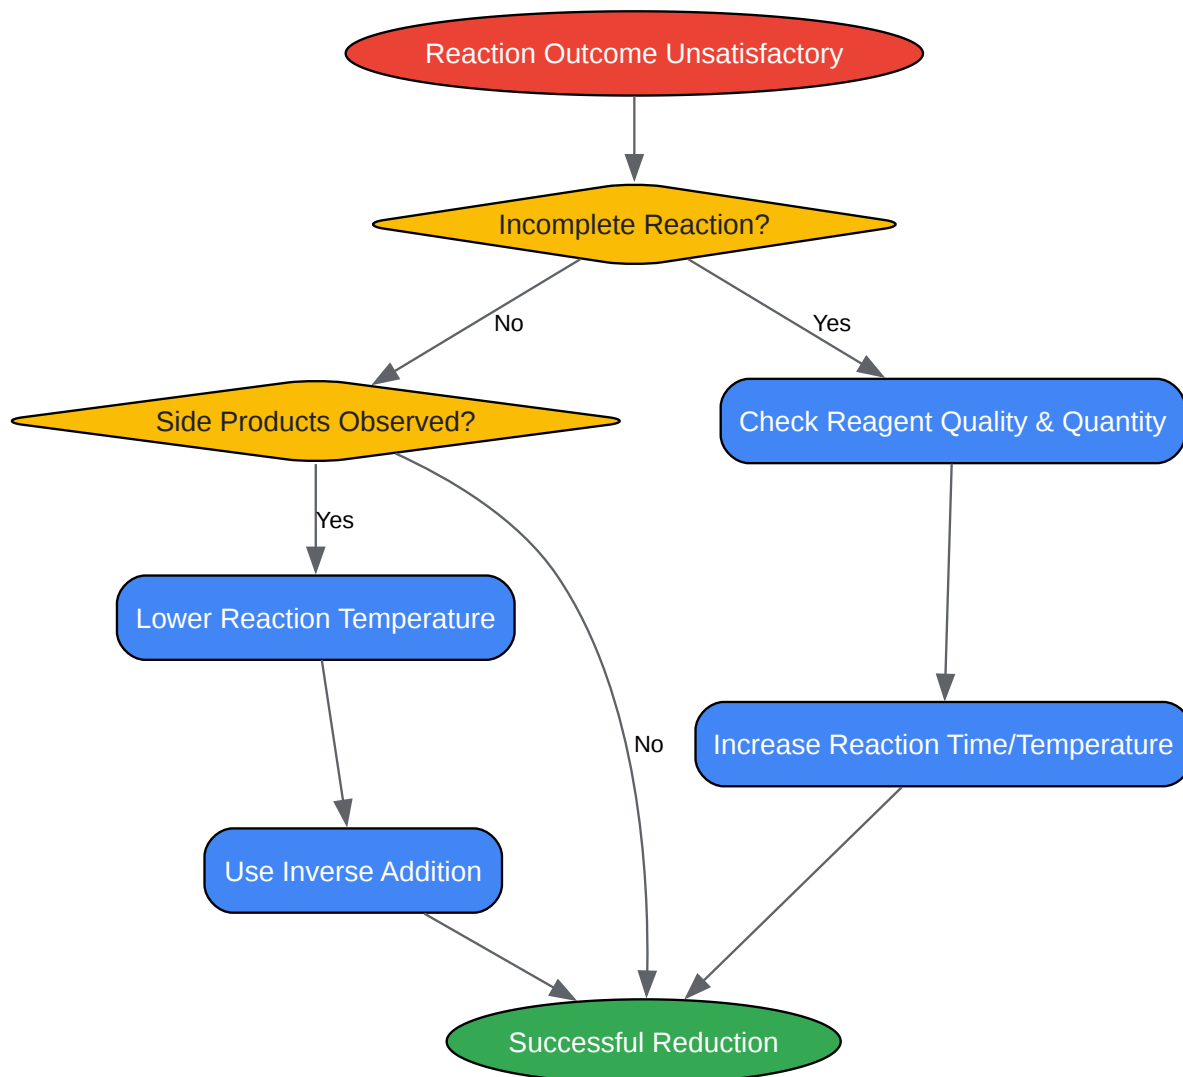 Reaction Outcome Unsatisfactory
Incomplete Reaction?
No
Yes
Side Products Observed?
Check Reagent Quality & Quantity
Yes
Lower Reaction Temperature
No
Increase Reaction Time/Temperature
Use Inverse Addition
Successful Reduction